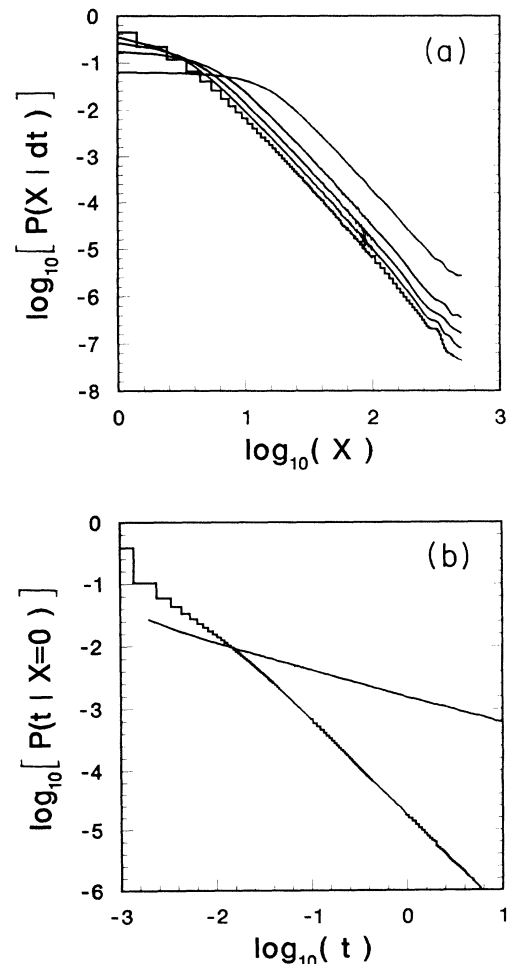 (a)
log10[ P(X | dt ) ]
0
-1
-2
-3
-4
-5
-6
-7
-8
0 1 2 3
log10( X )
(b)
log10[ P(t | X=0 ) ]
0
-1
-2
-3
-4
-5
-6
-3 -2 -1 0 1
log10( t )